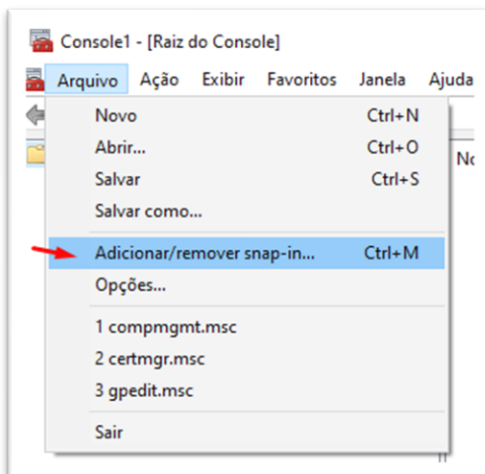 Console1 - [Raiz do Console]
Arquivo Ação Exibir Favoritos Janela Ajuda
Novo Ctrl+N
Abrir... Ctrl+O
Salvar Ctrl+S
Salvar como...
Adicionar/remover snap-in... Ctrl+M
Opções...
1 compmgmt.msc
2 certmgr.msc
3 gpedit.msc
Sair